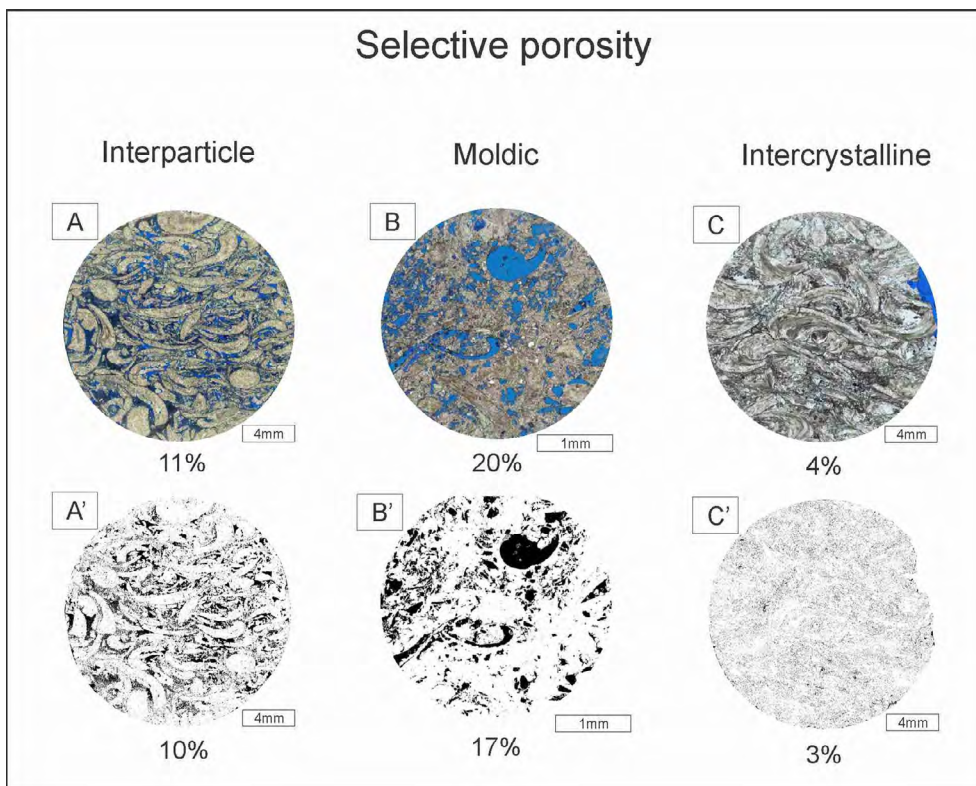 Selective porosity
Interparticle
Moldic
Intercrystalline
A
B
C
4mm
1mm
4mm
11%
20%
4%
A'
B'
C'
4mm
1mm
4mm
10%
17%
3%